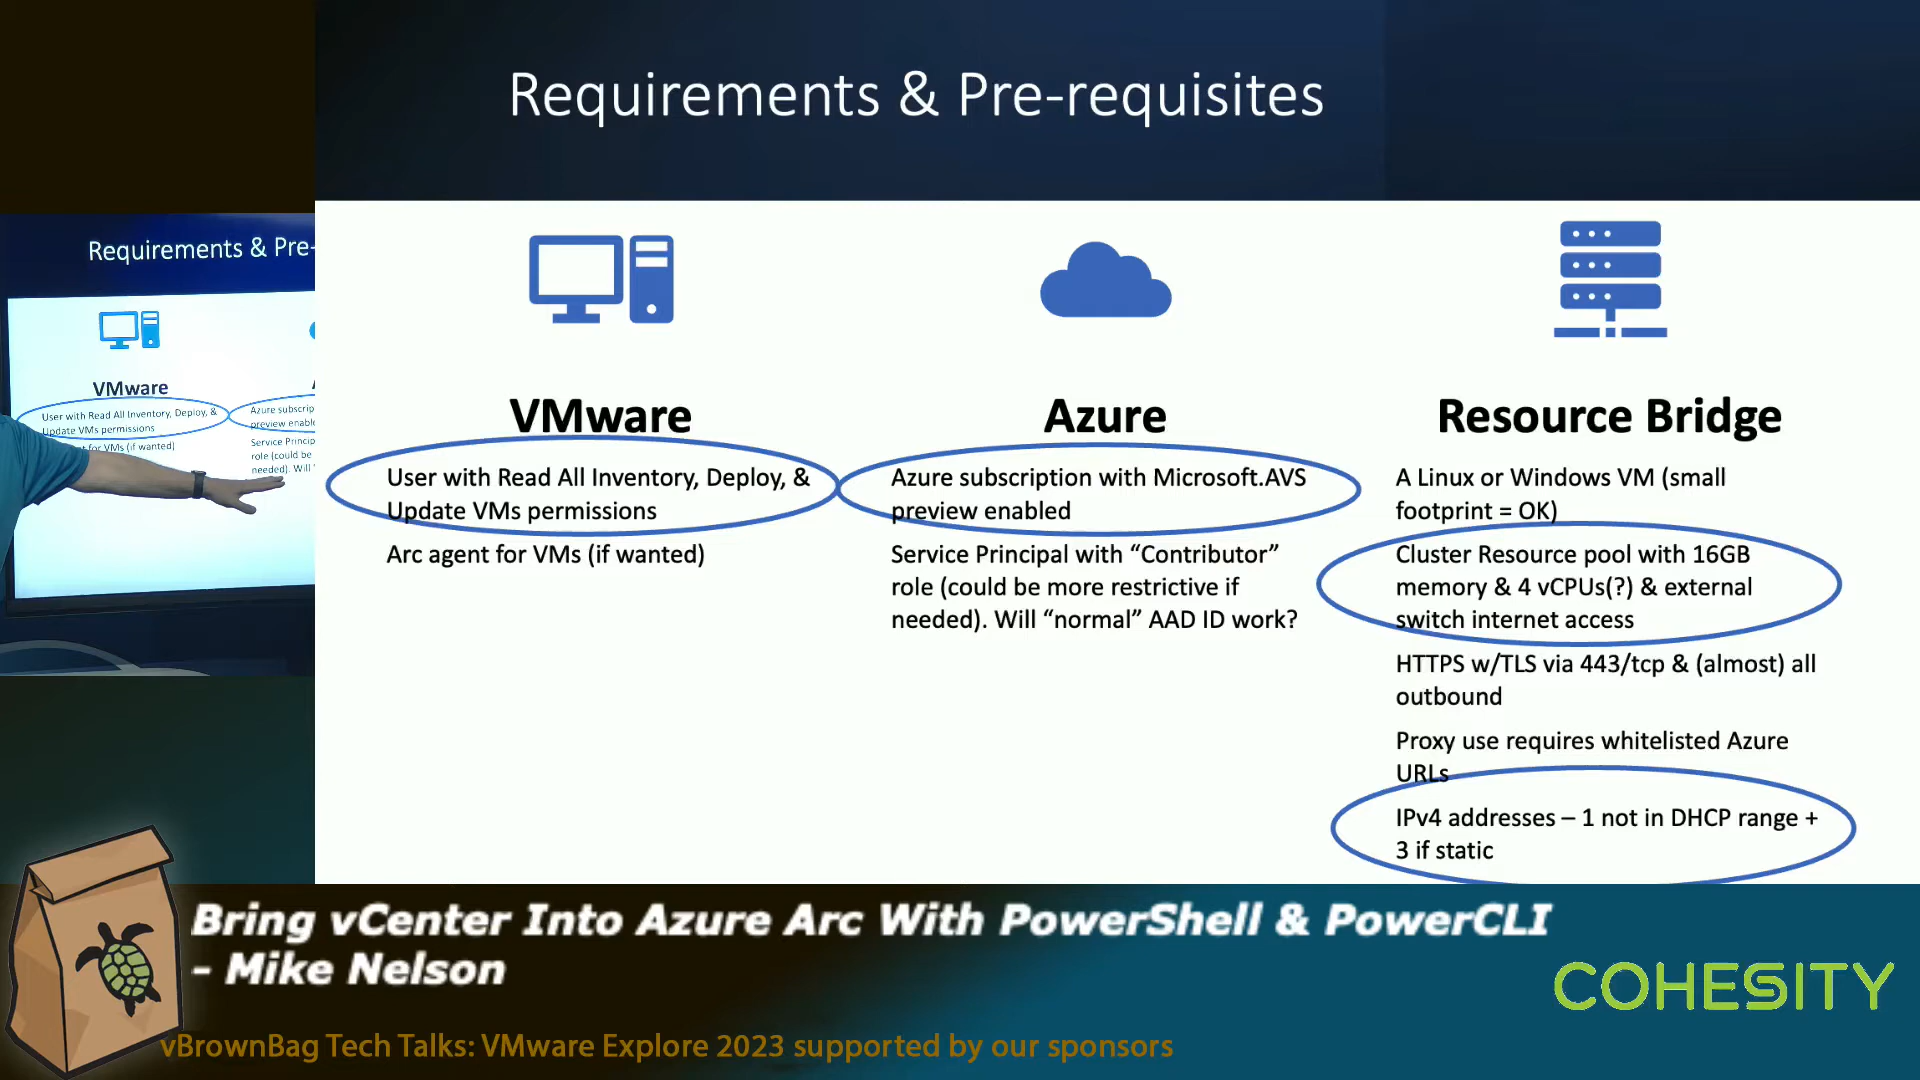 Requirements & Pre-requisites
Requirements & Pre-
VMware
User with Read All Inventory, Deploy, &
Update VMs permissions
for VMs (if wanted)
Azure subscrip
preview enable
Service Princip
role (could be
needed). Will
VMware
User with Read All Inventory, Deploy, &
Update VMs permissions
Arc agent for VMs (if wanted)
Azure
Azure subscription with Microsoft.AVS
preview enabled
Service Principal with “Contributor”
role (could be more restrictive if
needed). Will “normal” AAD ID work?
Resource Bridge
A Linux or Windows VM (small
footprint = OK)
Cluster Resource pool with 16GB
memory & 4 vCPUs(?) & external
switch internet access
HTTPS w/TLS via 443/tcp & (almost) all
outbound
Proxy use requires whitelisted Azure
URLs
IPv4 addresses – 1 not in DHCP range +
3 if static
Bring vCenter Into Azure Arc With PowerShell & PowerCLI
- Mike Nelson
COHESITY
vBrownBag Tech Talks: VMware Explore 2023 supported by our sponsors